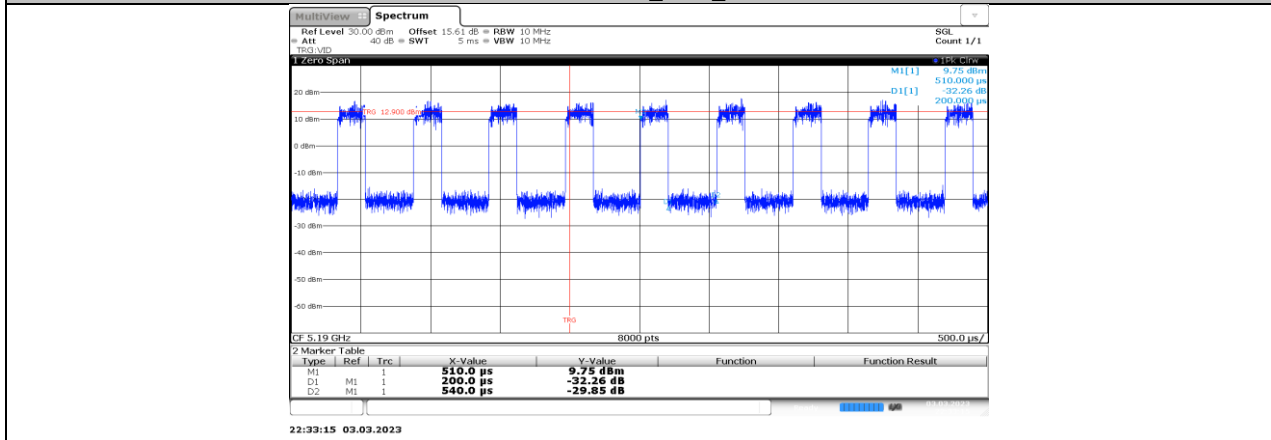 MultiView Spectrum
Ref Level 30.00 dBm Offset 15.61 dB RBW 10 MHz SGL
Att 40 dB SWT 5 ms VBW 10 MHz Count 1/1
TRG:VID
1 Zero Span 1Pk Clrw
M1[1] 9.75 dBm
510.000 µs
D1[1] -32.26 dB
200.000 µs
20 dBm
TRG 12.900 dBm
10 dBm
0 dBm
-10 dBm
-30 dBm
-40 dBm
-50 dBm
-60 dBm
TRG
CF 5.19 GHz 8000 pts 500.0 µs/
2 Marker Table
Type Ref Trc X-Value Y-Value Function Function Result
M1 1 510.0 µs 9.75 dBm
D1 M1 1 200.0 µs -32.26 dB
D2 M1 1 540.0 µs -29.85 dB
03.03.2023
22:33:15 03.03.2023